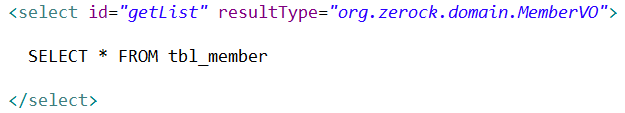 <select id="getList" resultType="org.zerock.domain.MemberVO">
SELECT * FROM tbl_member
</select>